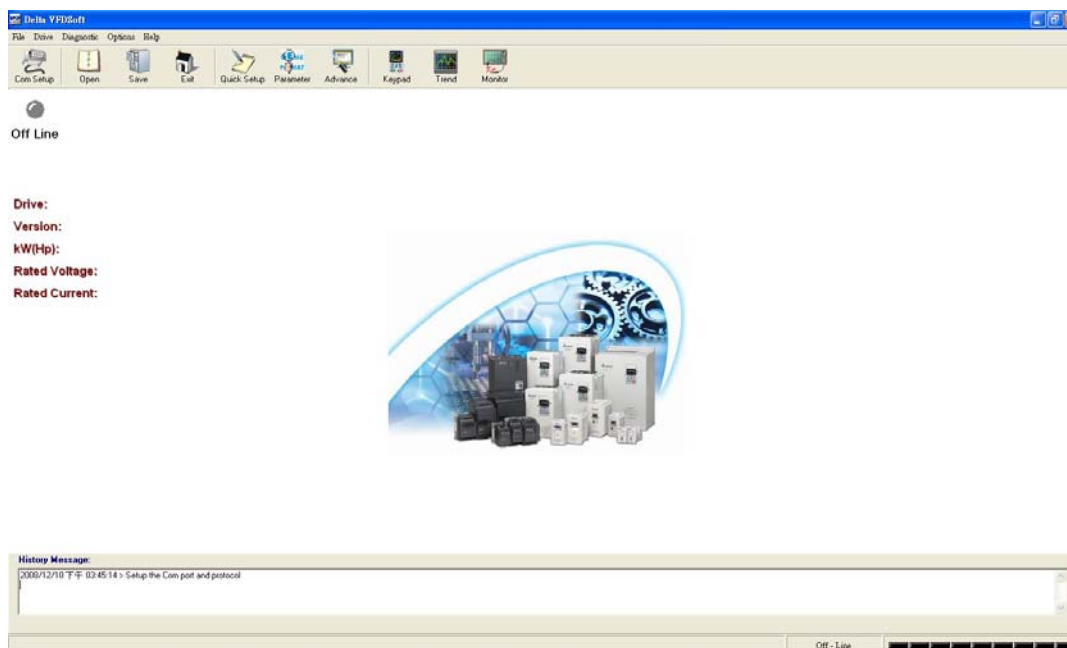 Delta VFDSoft
File Drive Diagnostic Options Help
Com Setup Open Save Exit Quick Setup Parameter Advance Keypad Trend Monitor
Off Line
Drive:
Version:
kW(Hp):
Rated Voltage:
Rated Current:
History Message:
2008/12/10 下午 03:45:14 > Setup the Com port and protocol
Off - Line